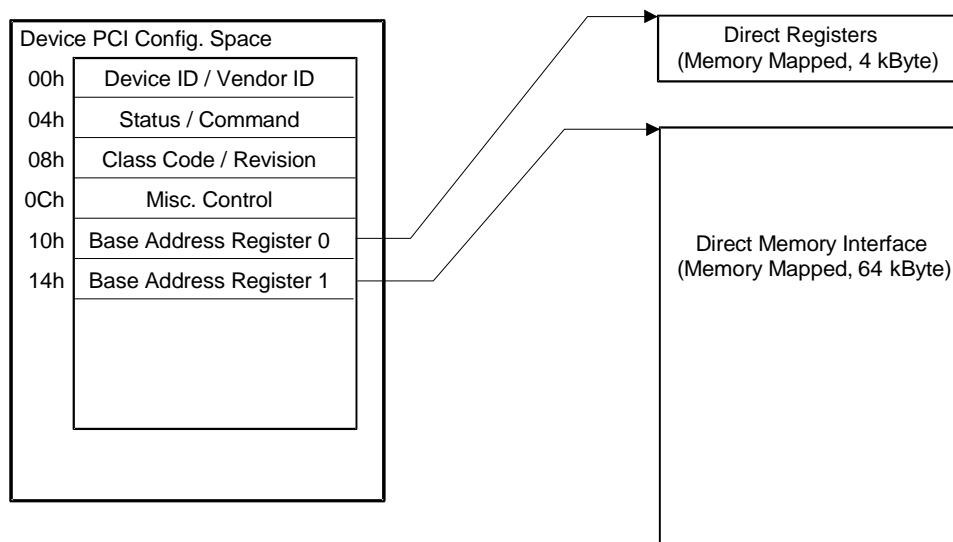 Device PCI Config. Space
00h Device ID / Vendor ID
04h Status / Command
08h Class Code / Revision
0Ch Misc. Control
10h Base Address Register 0
14h Base Address Register 1
Direct Registers
(Memory Mapped, 4 kByte)
Direct Memory Interface
(Memory Mapped, 64 kByte)